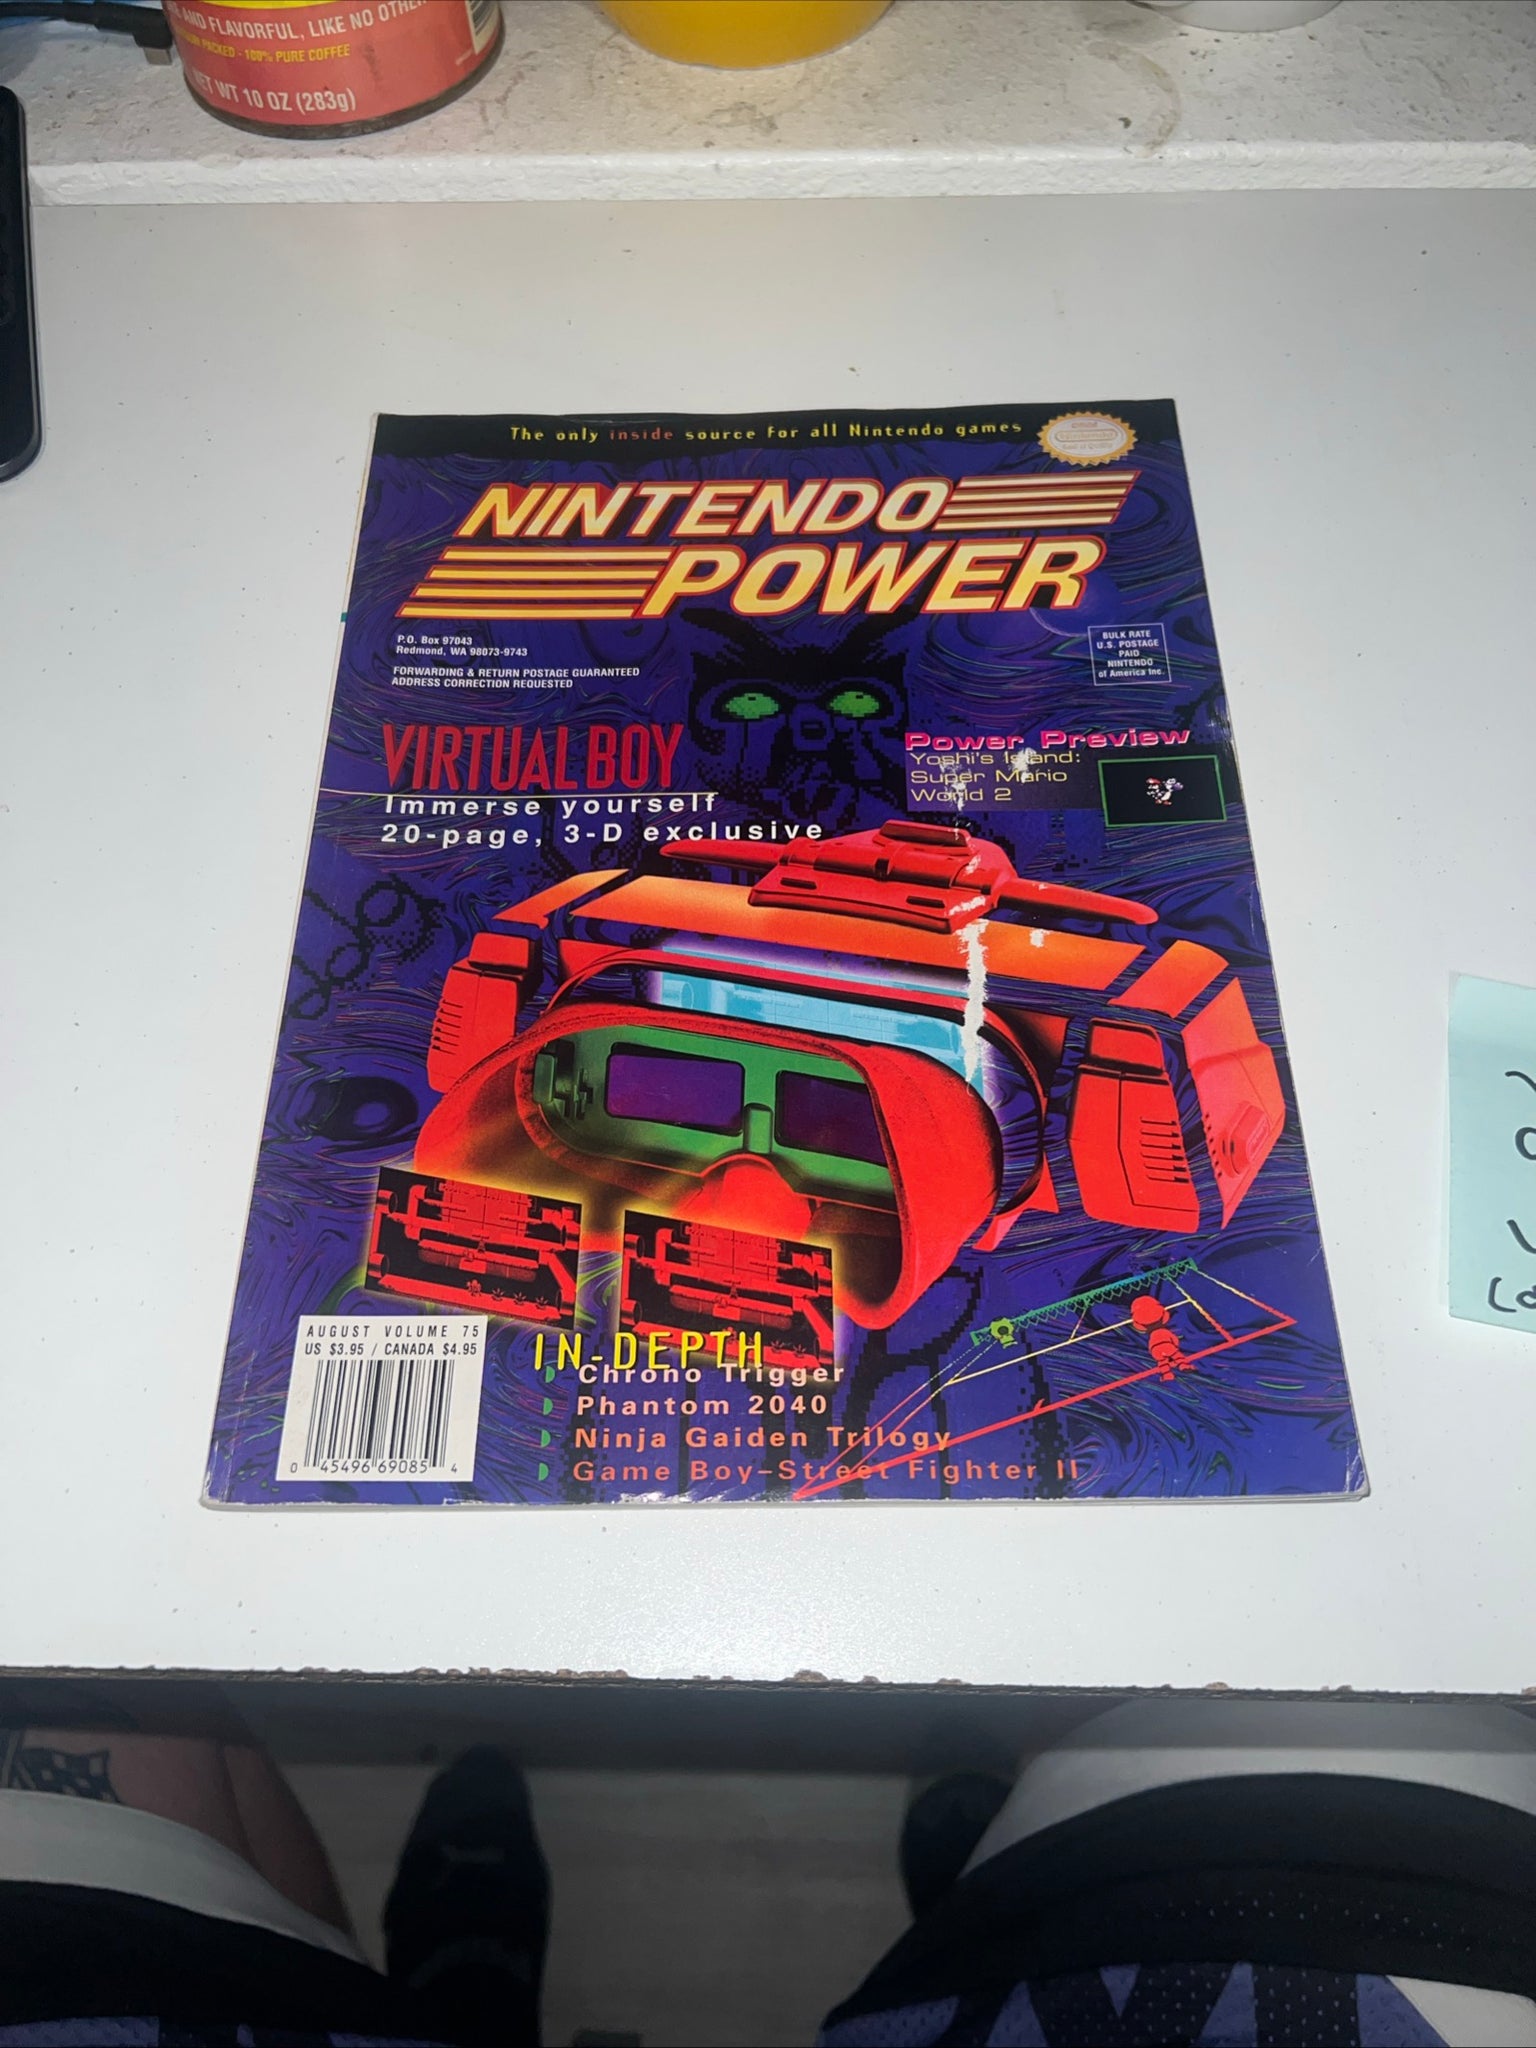 AND FLAVORFUL, LIKE NO OTHER
PACKED - 100% PURE COFFEE
NET WT 10 OZ (283g)
The only inside source for all Nintendo games
NINTENDO
POWER
P.O. Box 97043
Redmond, WA 98073-9743
FORWARDING & RETURN POSTAGE GUARANTEED
ADDRESS CORRECTION REQUESTED
BULK RATE
U.S. POSTAGE
PAID
NINTENDO
of America Inc.
VIRTUAL BOY
Immerse yourself
20-page, 3-D exclusive
Power Preview
Yoshi's Island:
Super Mario
World 2
AUGUST VOLUME 75
US $3.95 / CANADA $4.95
0 45496 69085 4
IN-DEPTH
Chrono Trigger
Phantom 2040
Ninja Gaiden Trilogy
Game Boy-Street Fighter II